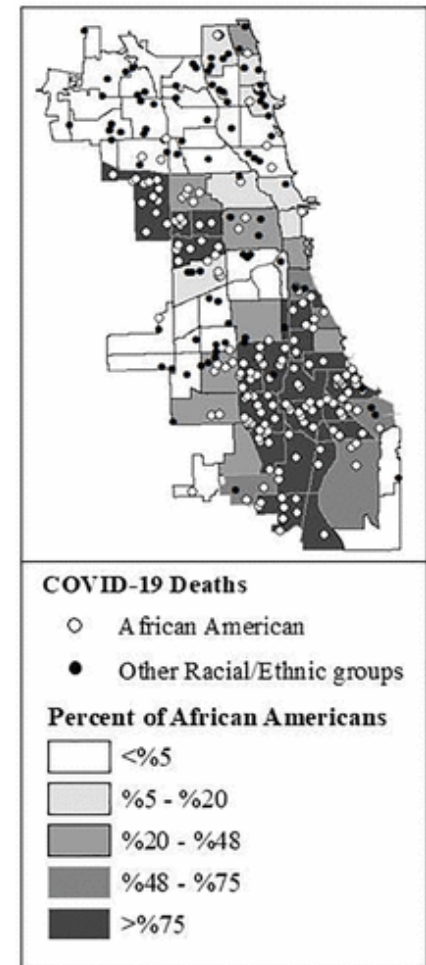 COVID-19 Deaths
African American
Other Racial/Ethnic groups
Percent of African Americans
<%5
%5 - %20
%20 - %48
%48 - %75
>%75